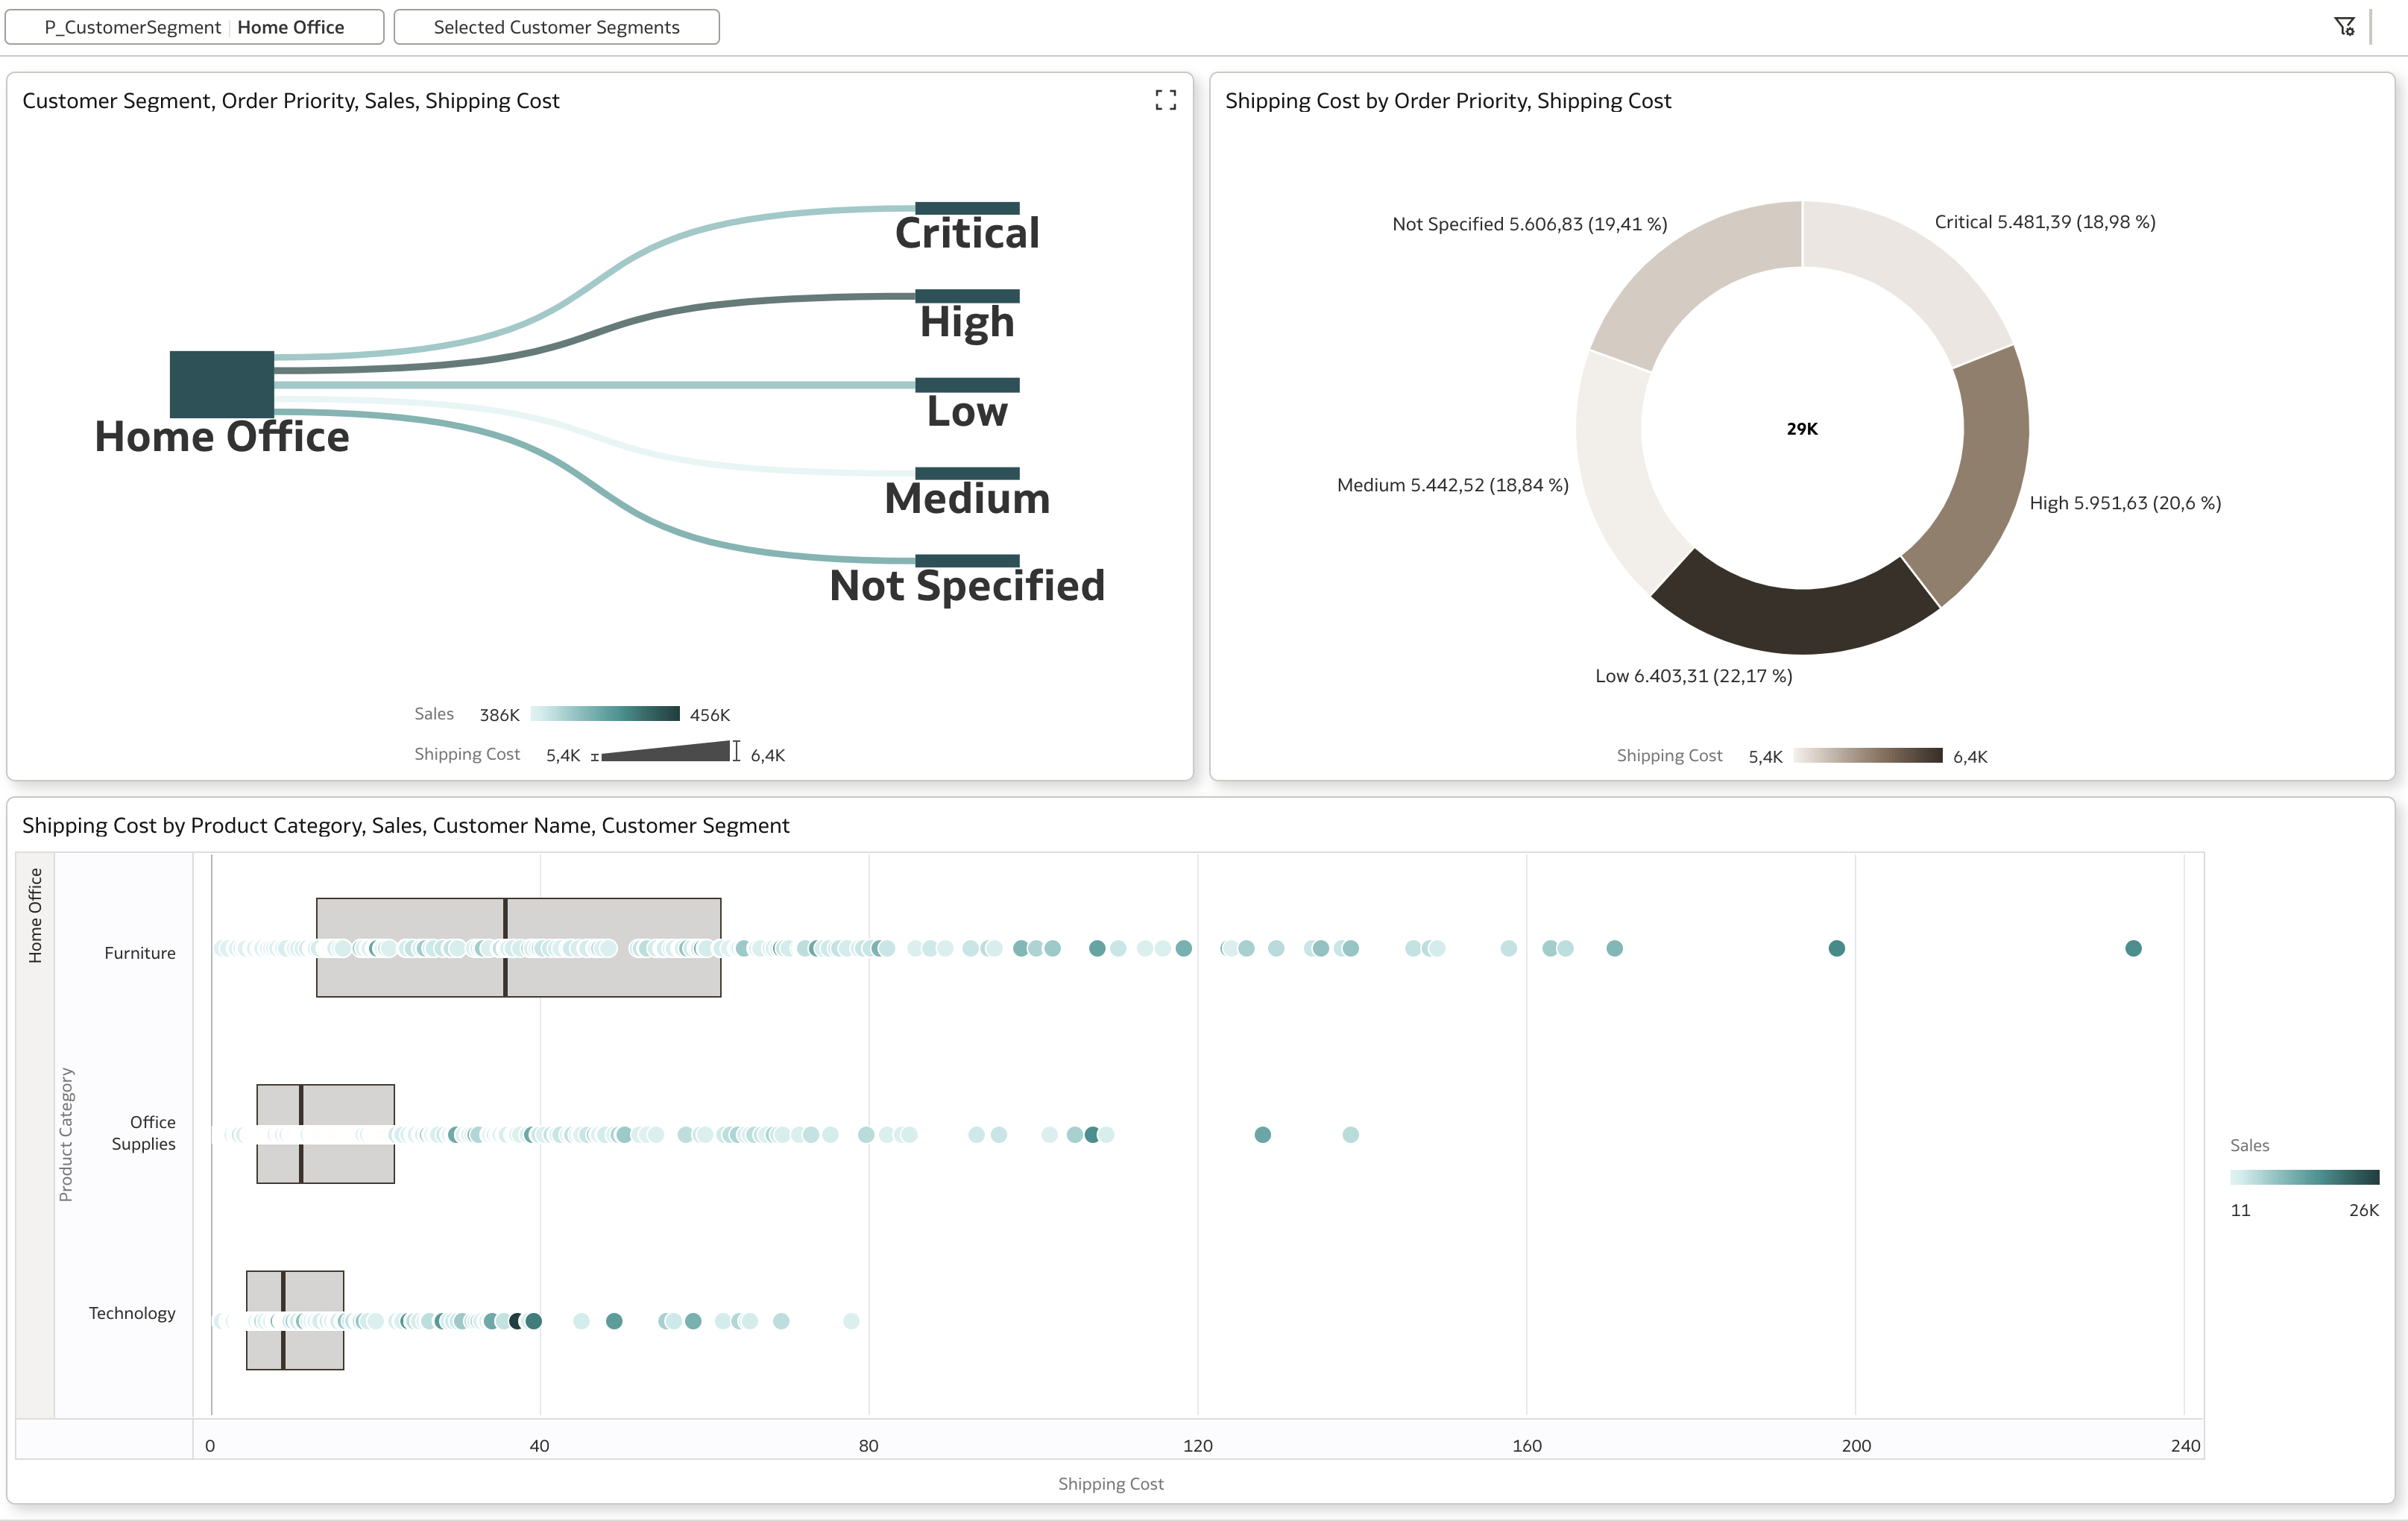 P_CustomerSegment Home Office
Selected Customer Segments
Customer Segment, Order Priority, Sales, Shipping Cost
Critical
High
Low
Medium
Not Specified
Home Office
Sales 386K 456K
Shipping Cost 5,4K 6,4K
Shipping Cost by Order Priority, Shipping Cost
Not Specified 5.606,83 (19,41 %)
Critical 5.481,39 (18,98 %)
29K
Medium 5.442,52 (18,84 %)
High 5.951,63 (20,6 %)
Low 6.403,31 (22,17 %)
Shipping Cost 5,4K 6,4K
Shipping Cost by Product Category, Sales, Customer Name, Customer Segment
Home Office
Product Category
Furniture
Office
Supplies
Technology
0 40 80 120 160 200 240
Shipping Cost
Sales
11 26K